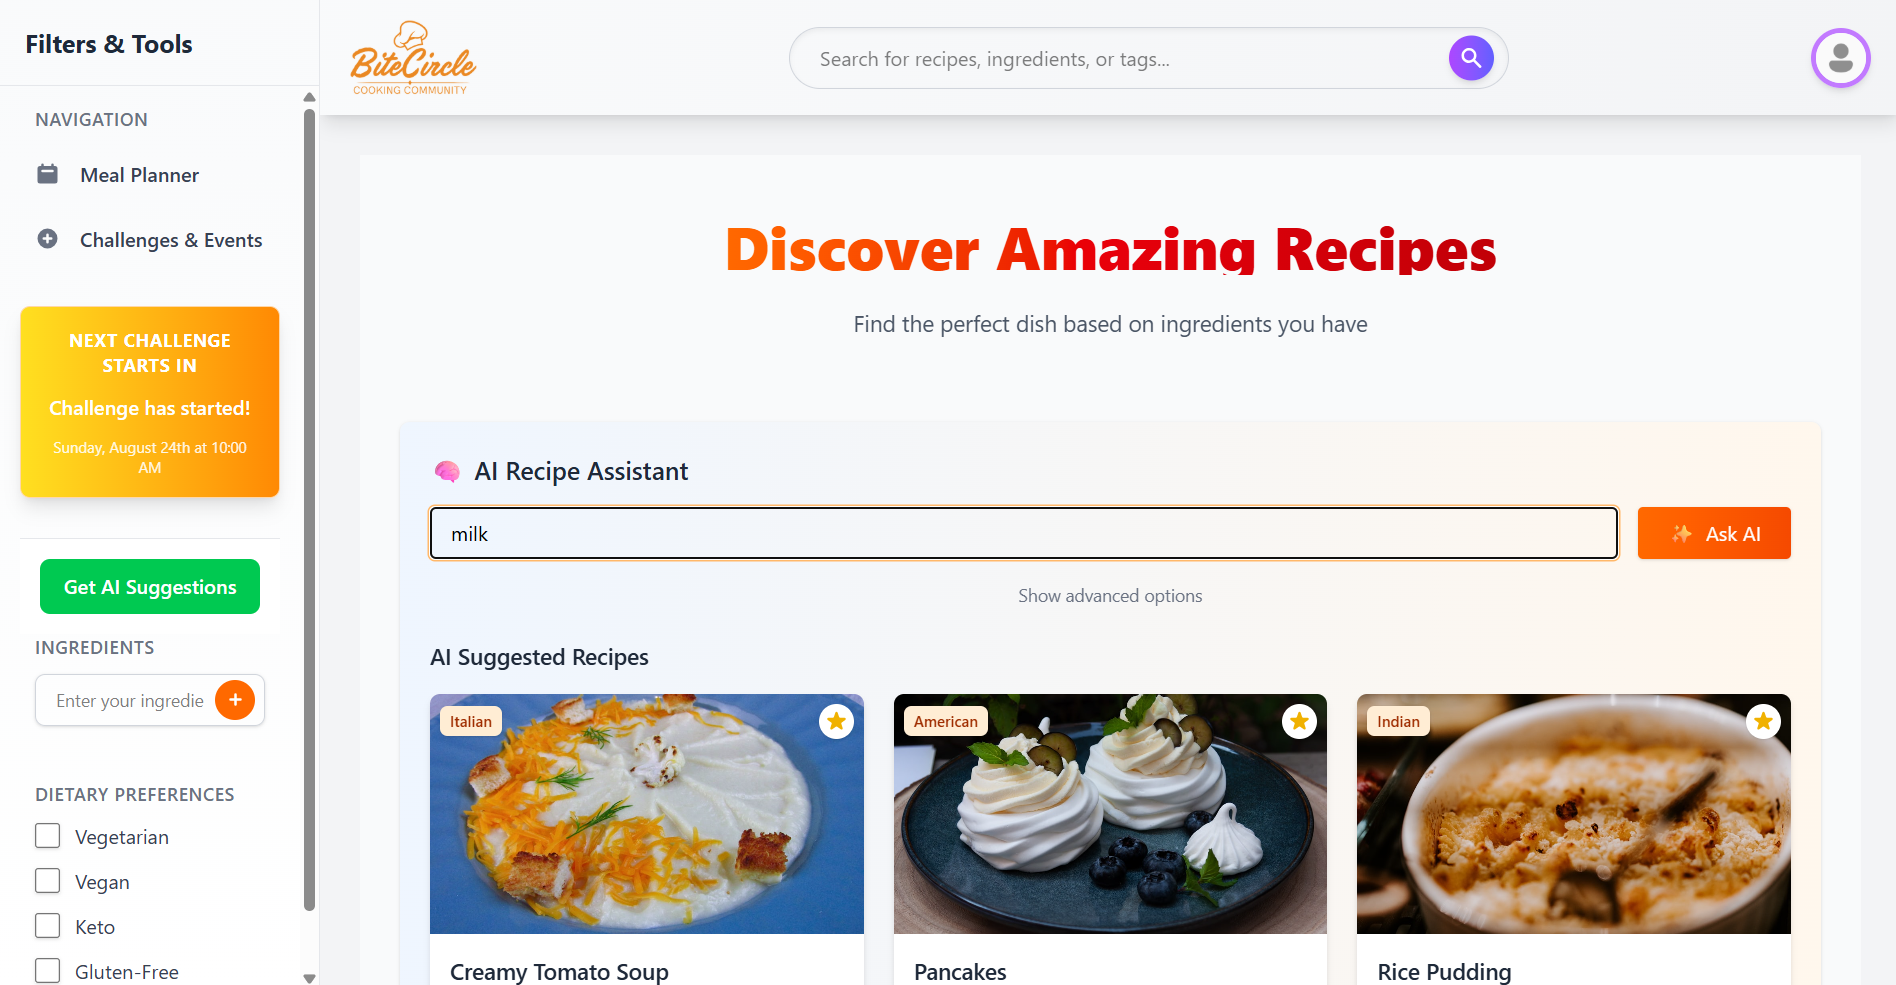 Filters & Tools
NAVIGATION
Meal Planner
Challenges & Events
NEXT CHALLENGE
STARTS IN
Challenge has started!
Sunday, August 24th at 10:00
AM
Get AI Suggestions
INGREDIENTS
Enter your ingredie
DIETARY PREFERENCES
Vegetarian
Vegan
Keto
Gluten-Free
BiteCircle
COOKING COMMUNITY
Search for recipes, ingredients, or tags...
Discover Amazing Recipes
Find the perfect dish based on ingredients you have
AI Recipe Assistant
milk
Ask AI
Show advanced options
AI Suggested Recipes
Italian
American
Indian
Creamy Tomato Soup
Pancakes
Rice Pudding